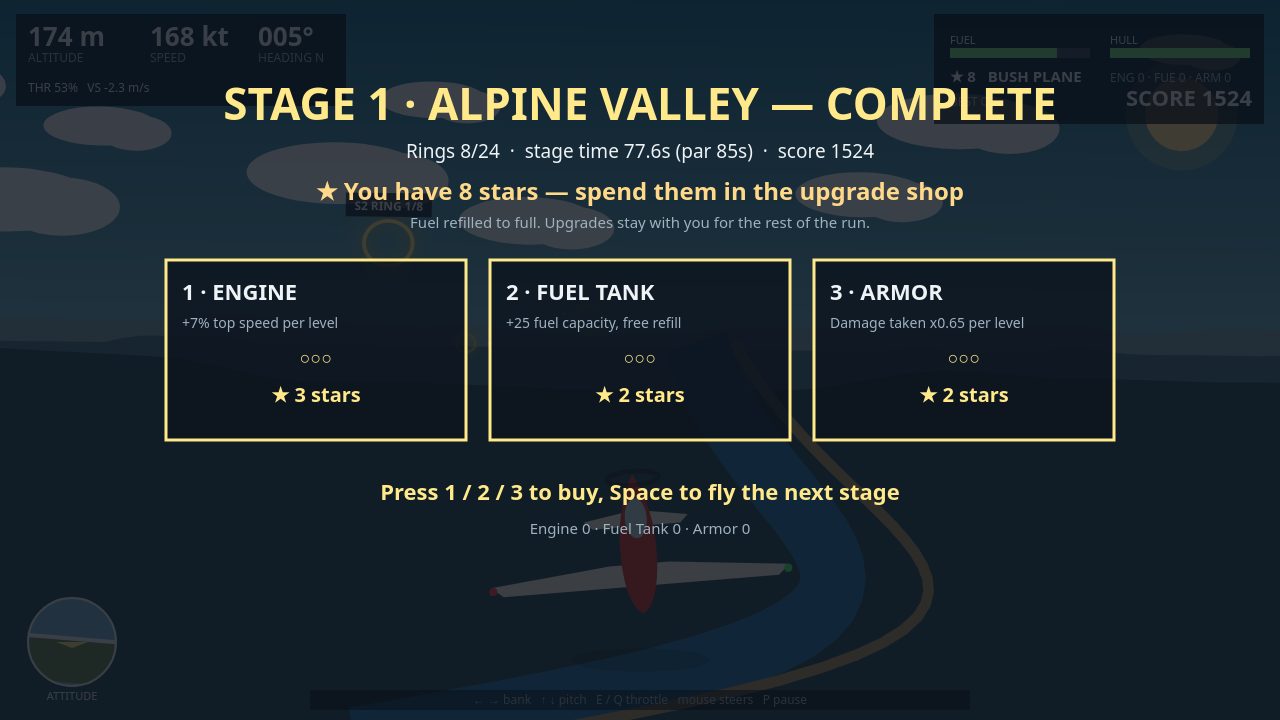 174 m 168 kt 005°
ALTITUDE SPEED HEADING N
THR 53% VS -2.3 m/s
FUEL HULL
★ 8 BUSH PLANE ENG 0 · FUE 0 · ARM 0
SCORE 1524
STAGE 1 · ALPINE VALLEY — COMPLETE
Rings 8/24 · stage time 77.6s (par 85s) · score 1524
★ You have 8 stars — spend them in the upgrade shop
S2 RING 1/8
Fuel refilled to full. Upgrades stay with you for the rest of the run.
1 · ENGINE
+7% top speed per level
○○○
★ 3 stars
2 · FUEL TANK
+25 fuel capacity, free refill
○○○
★ 2 stars
3 · ARMOR
Damage taken x0.65 per level
○○○
★ 2 stars
Press 1 / 2 / 3 to buy, Space to fly the next stage
Engine 0 · Fuel Tank 0 · Armor 0
ATTITUDE
← → bank ↑ ↓ pitch E / Q throttle mouse steers P pause